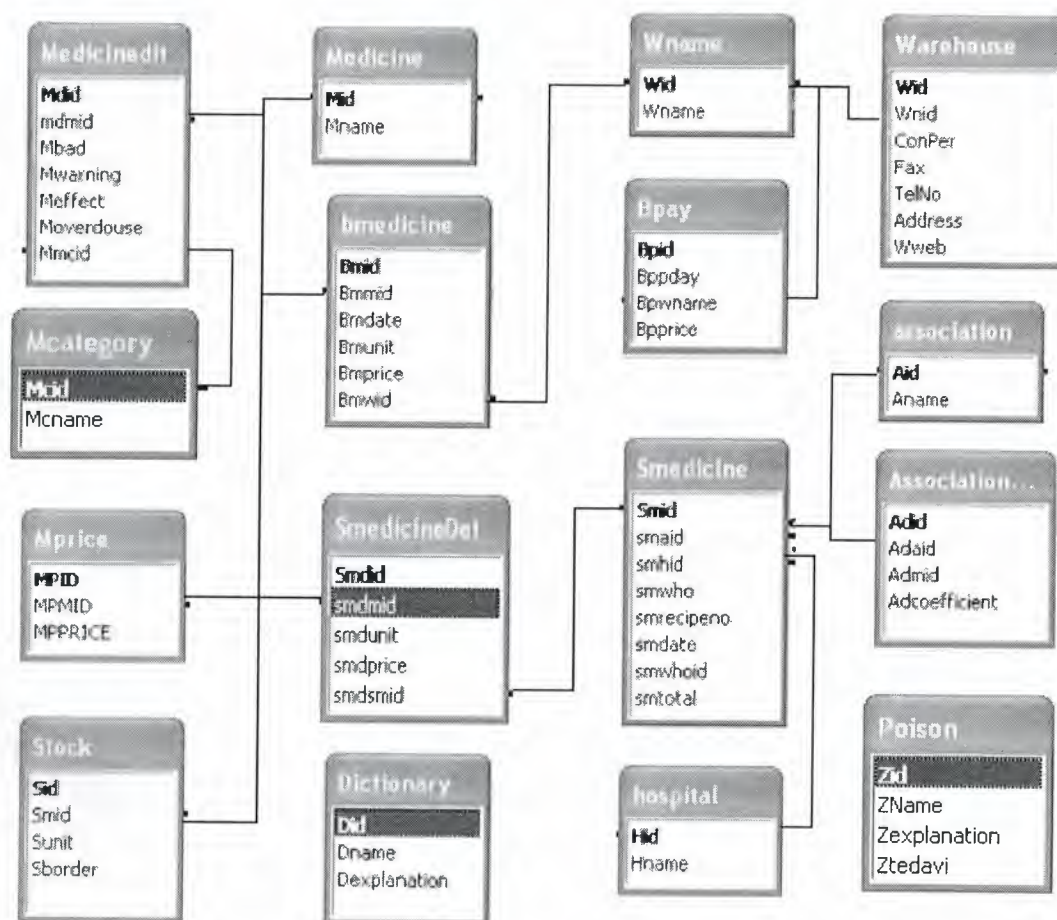 Medicinedit
Mdid
mdmid
Mbad
Mwarning
Meffect
Moverdouse
Mmcid
Medicine
Mid
Mname
Wname
Wid
Wname
Warehouse
Wid
Wnid
ConPer
Fax
TelNo
Address
Wweb
bmedicine
Bmid
Bmmid
Bmdate
Bmunit
Bmprice
Bmwid
Bpay
Bpid
Bppday
Bpwname
Bpprice
Mcategory
Mcid
Mcname
association
Aid
Aname
Mprice
MPID
MPMID
MPPRICE
SmedicineDet
Smdid
smdmid
smdunit
smdprice
smdsmid
Smedicine
Smid
smaid
smhid
smwho
smrecipeno
smdate
smwhoid
smtotal
Association...
Adid
Adaid
Admid
Adcoefficient
Stock
Sid
Smid
Sunit
Sborder
Dictionary
Did
Dname
Dexplanation
hospital
Hid
Hname
Poison
Zid
ZName
Zexplanation
Ztedavi